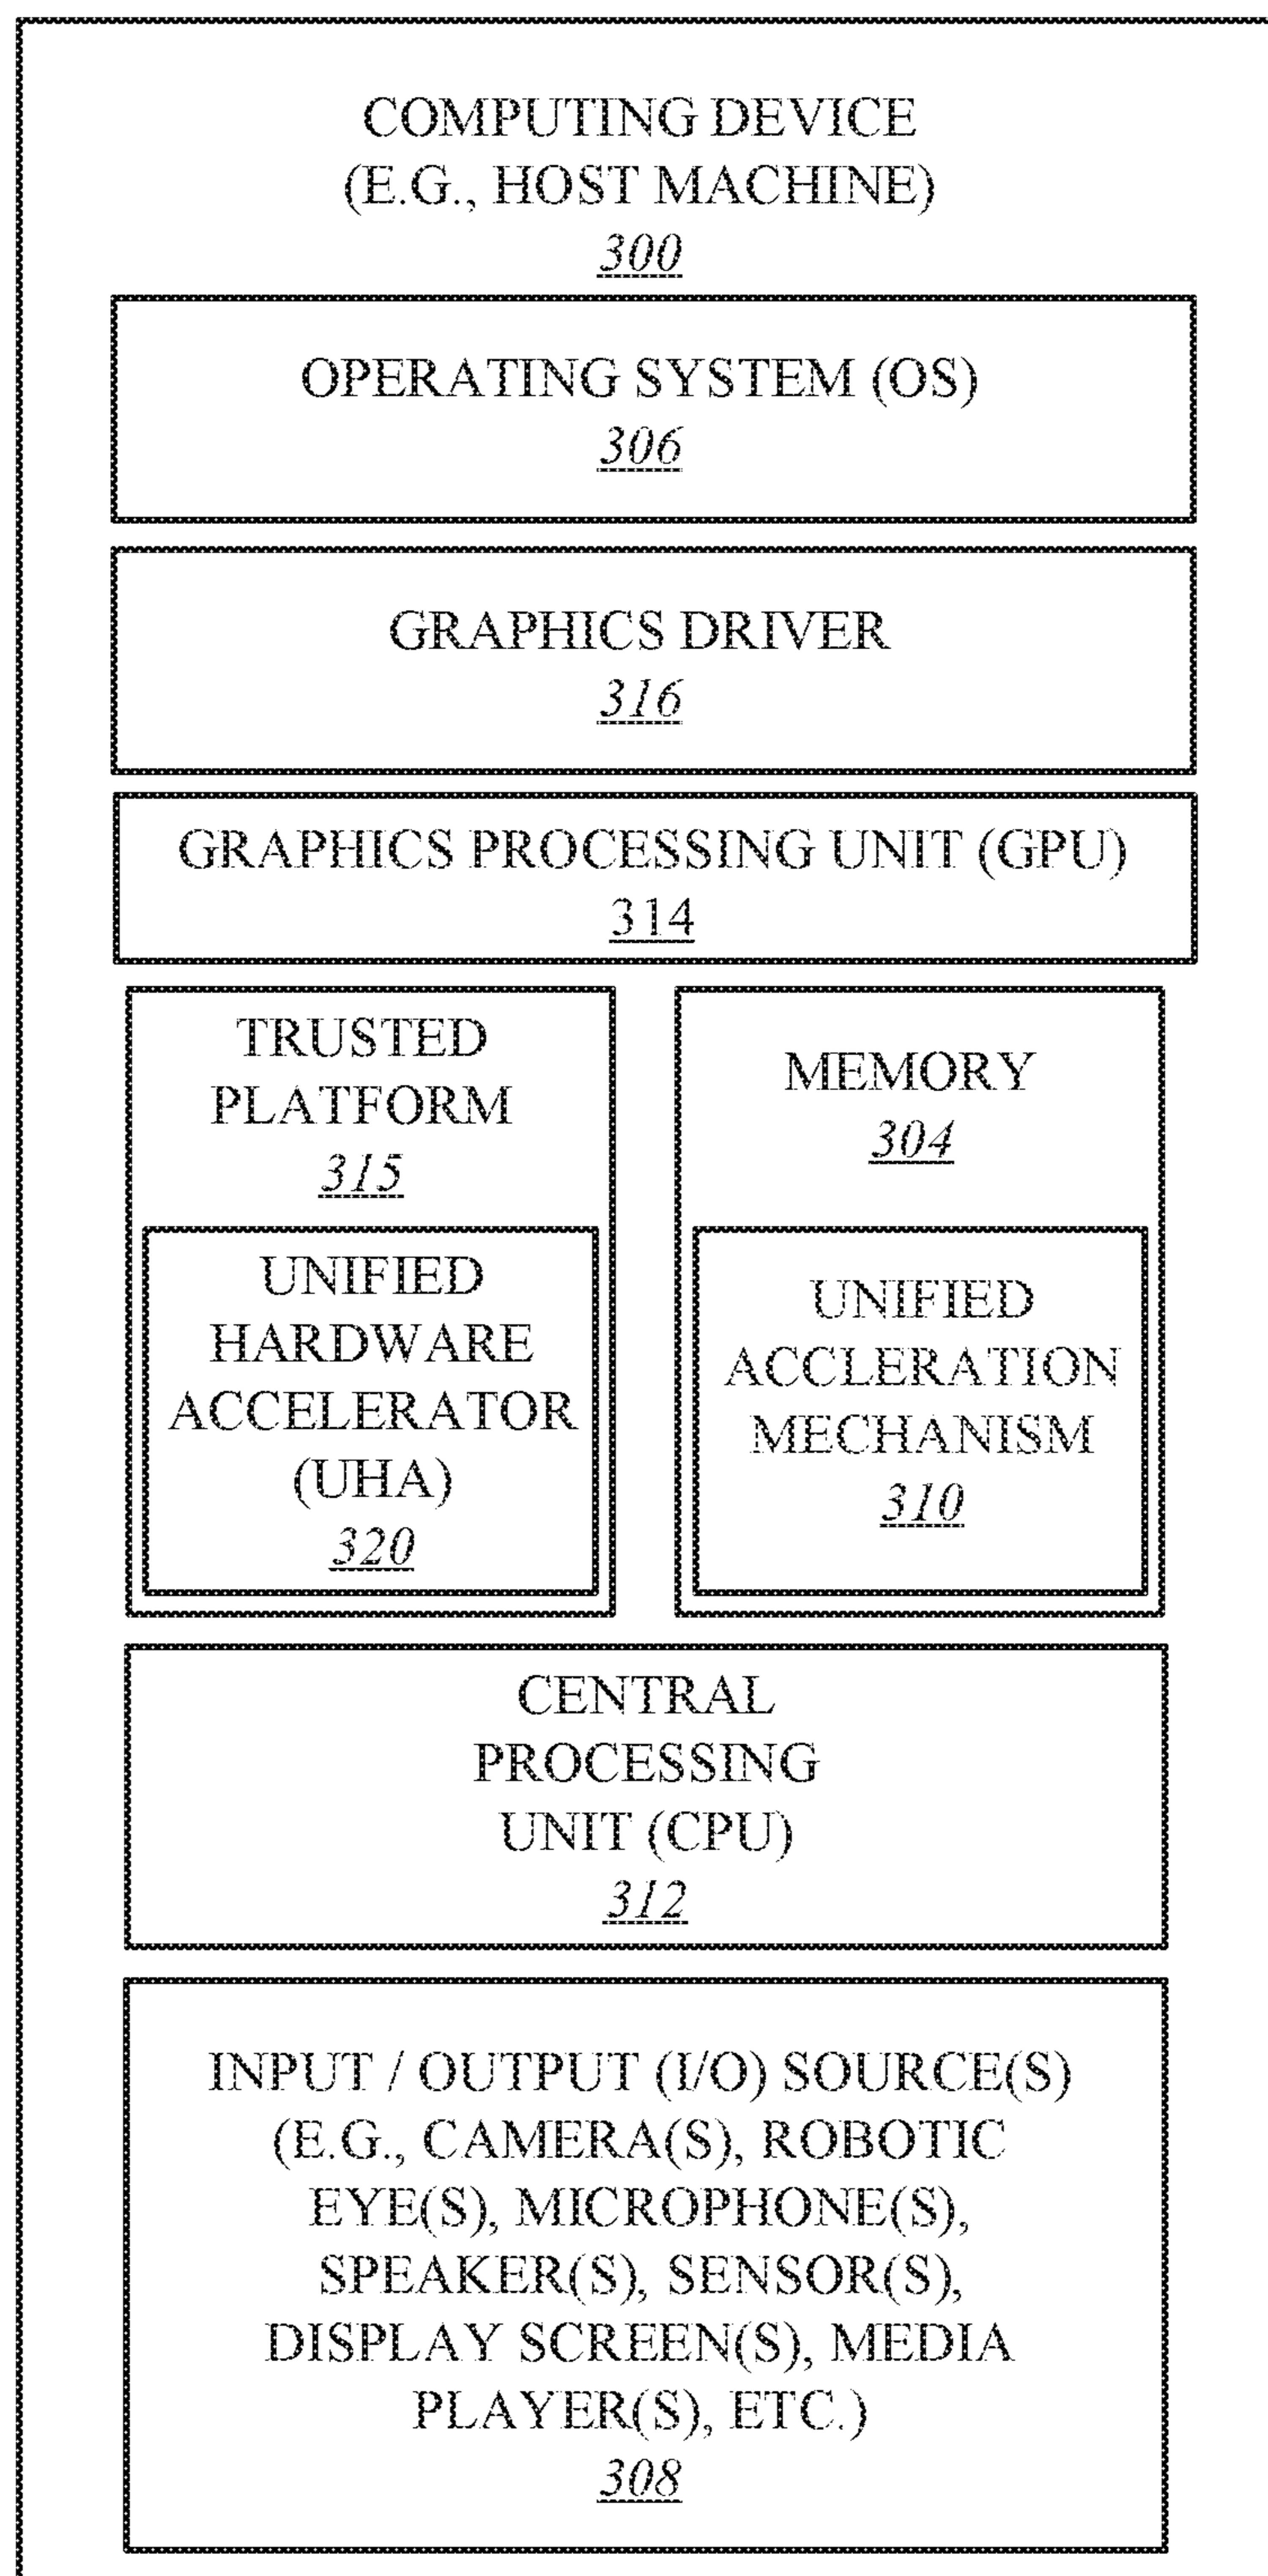 COMPUTING DEVICE
(E.G., HOST MACHINE)
300
OPERATING SYSTEM (OS)
306
GRAPHICS DRIVER
316
GRAPHICS PROCESSING UNIT (GPU)
314
TRUSTED
PLATFORM
315
UNIFIED
HARDWARE
ACCELERATOR
(UHA)
320
MEMORY
304
UNIFIED
ACCLERATION
MECHANISM
310
CENTRAL
PROCESSING
UNIT (CPU)
312
INPUT / OUTPUT (I/O) SOURCE(S)
(E.G., CAMERA(S), ROBOTIC
EYE(S), MICROPHONE(S),
SPEAKER(S), SENSOR(S),
DISPLAY SCREEN(S), MEDIA
PLAYER(S), ETC.)
308